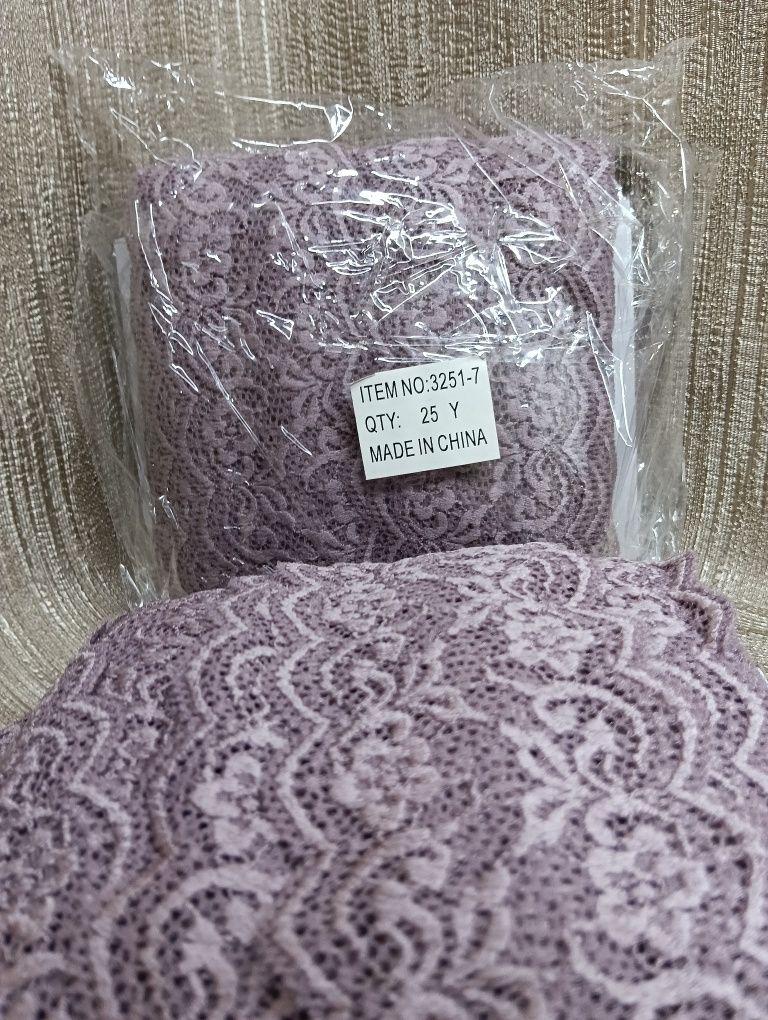 ITEM NO:3251-7
QTY: 25 Y
MADE IN CHINA